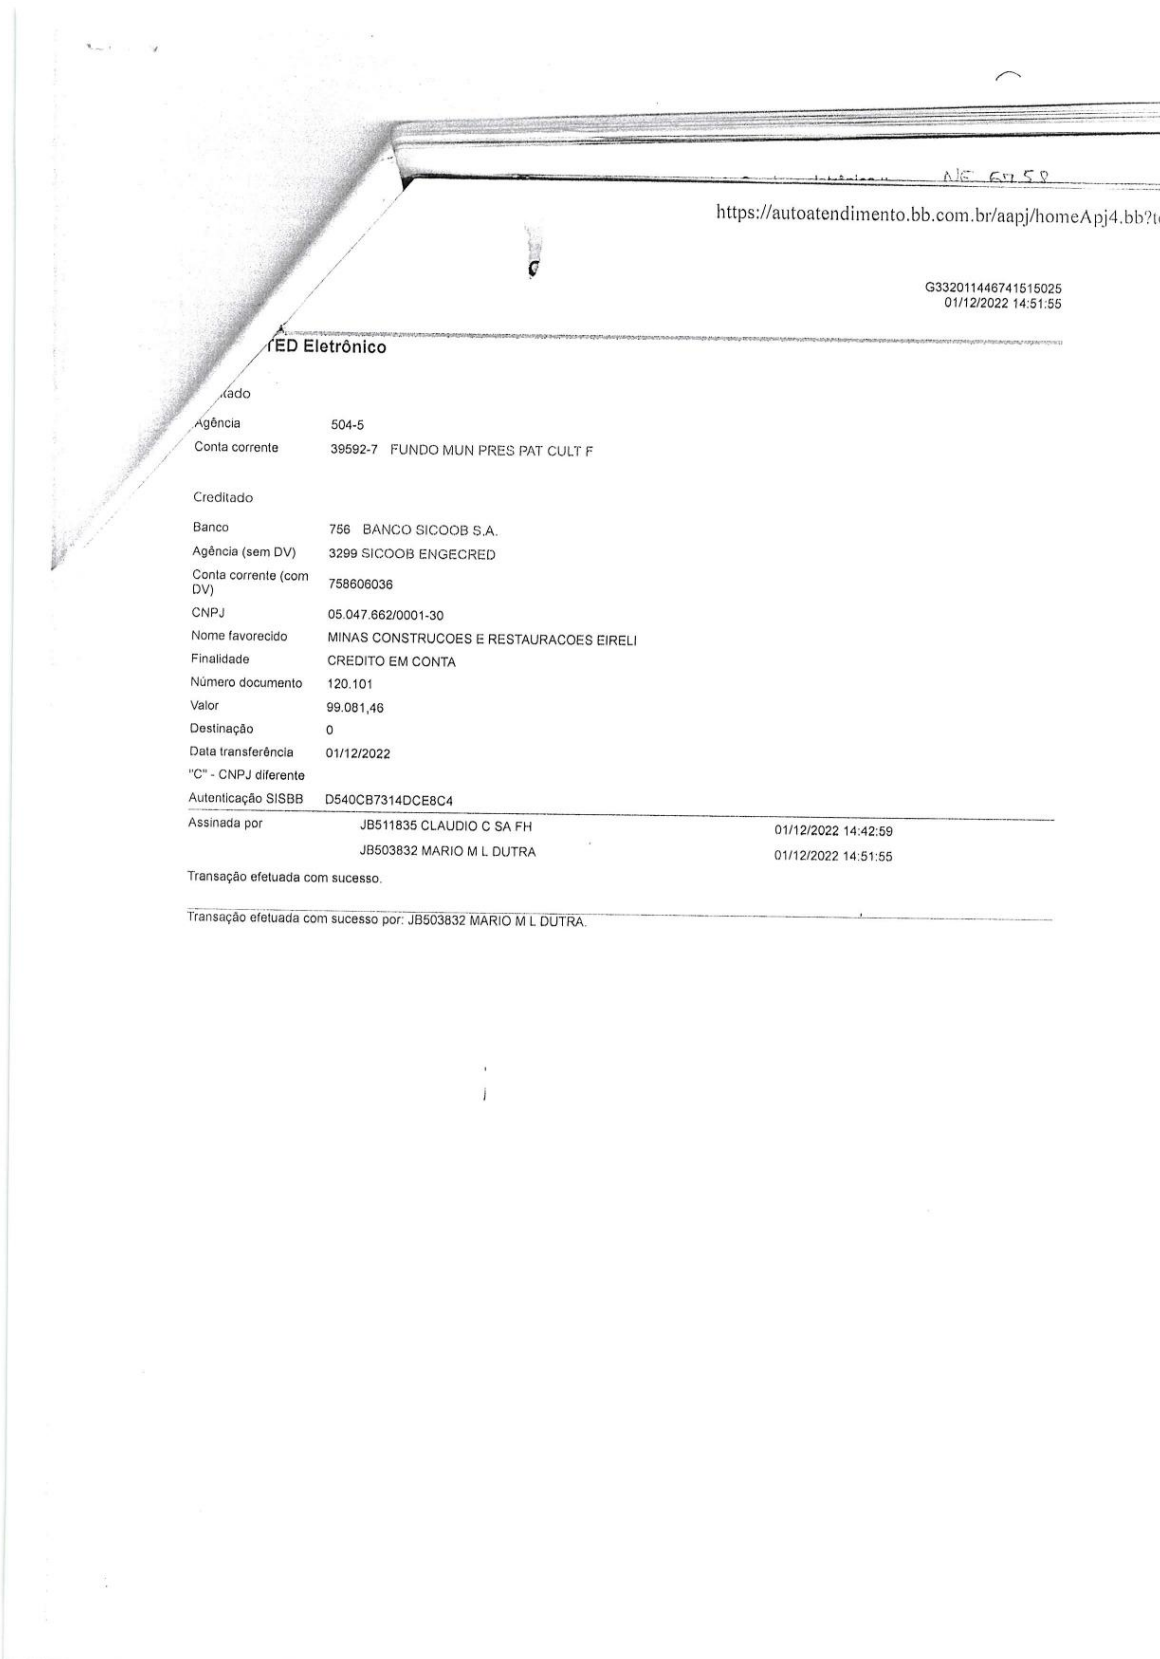 NE 6758
https://autoatendimento.bb.com.br/aapj/homeApj4.bb?t
G332011446741515025
01/12/2022 14:51:55
TED Eletrônico
Agência 504-5
Conta corrente 39592-7 FUNDO MUN PRES PAT CULT F
Creditado
Banco 756 BANCO SICOOB S.A.
Agência (sem DV) 3299 SICOOB ENGECRED
Conta corrente (com
DV) 758606036
CNPJ 05.047.662/0001-30
Nome favorecido MINAS CONSTRUCOES E RESTAURACOES EIRELI
Finalidade CREDITO EM CONTA
Número documento 120.101
Valor 99.081,46
Destinação 0
Data transferência 01/12/2022
"C" - CNPJ diferente
Autenticação SISBB D540CB7314DCE8C4
Assinada por JB511835 CLAUDIO C SA FH 01/12/2022 14:42:59
JB503832 MARIO M L DUTRA 01/12/2022 14:51:55
Transação efetuada com sucesso.
Transação efetuada com sucesso por: JB503832 MARIO M L DUTRA.